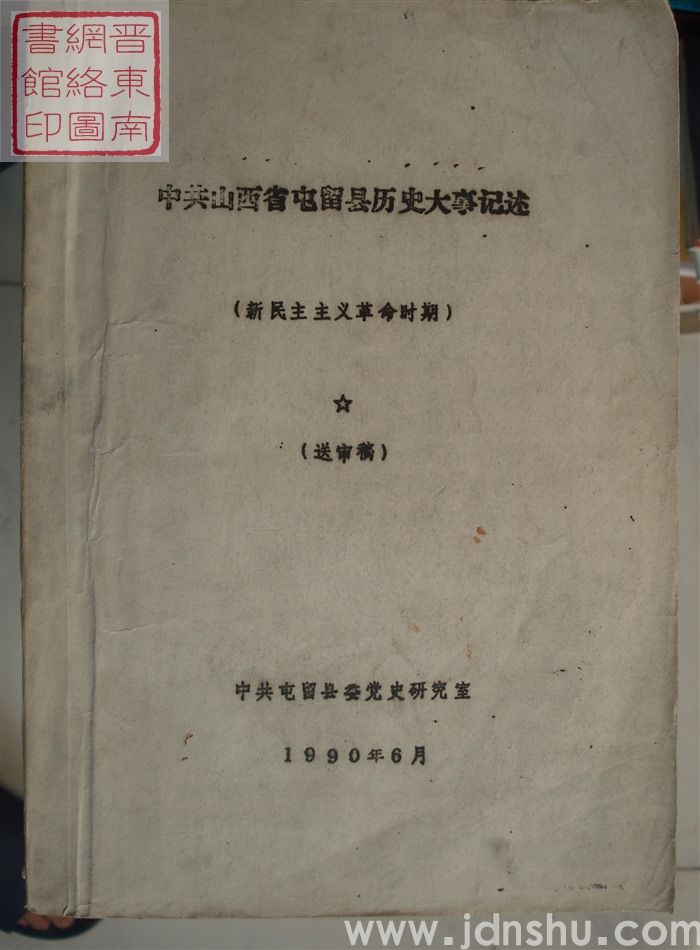 晋東南
網絡圖
書館印
中共山西省屯留县历史大事记述
（新民主主义革命时期）
☆
（送审稿）
中共屯留县委党史研究室
1990年6月
www.jdnshu.com